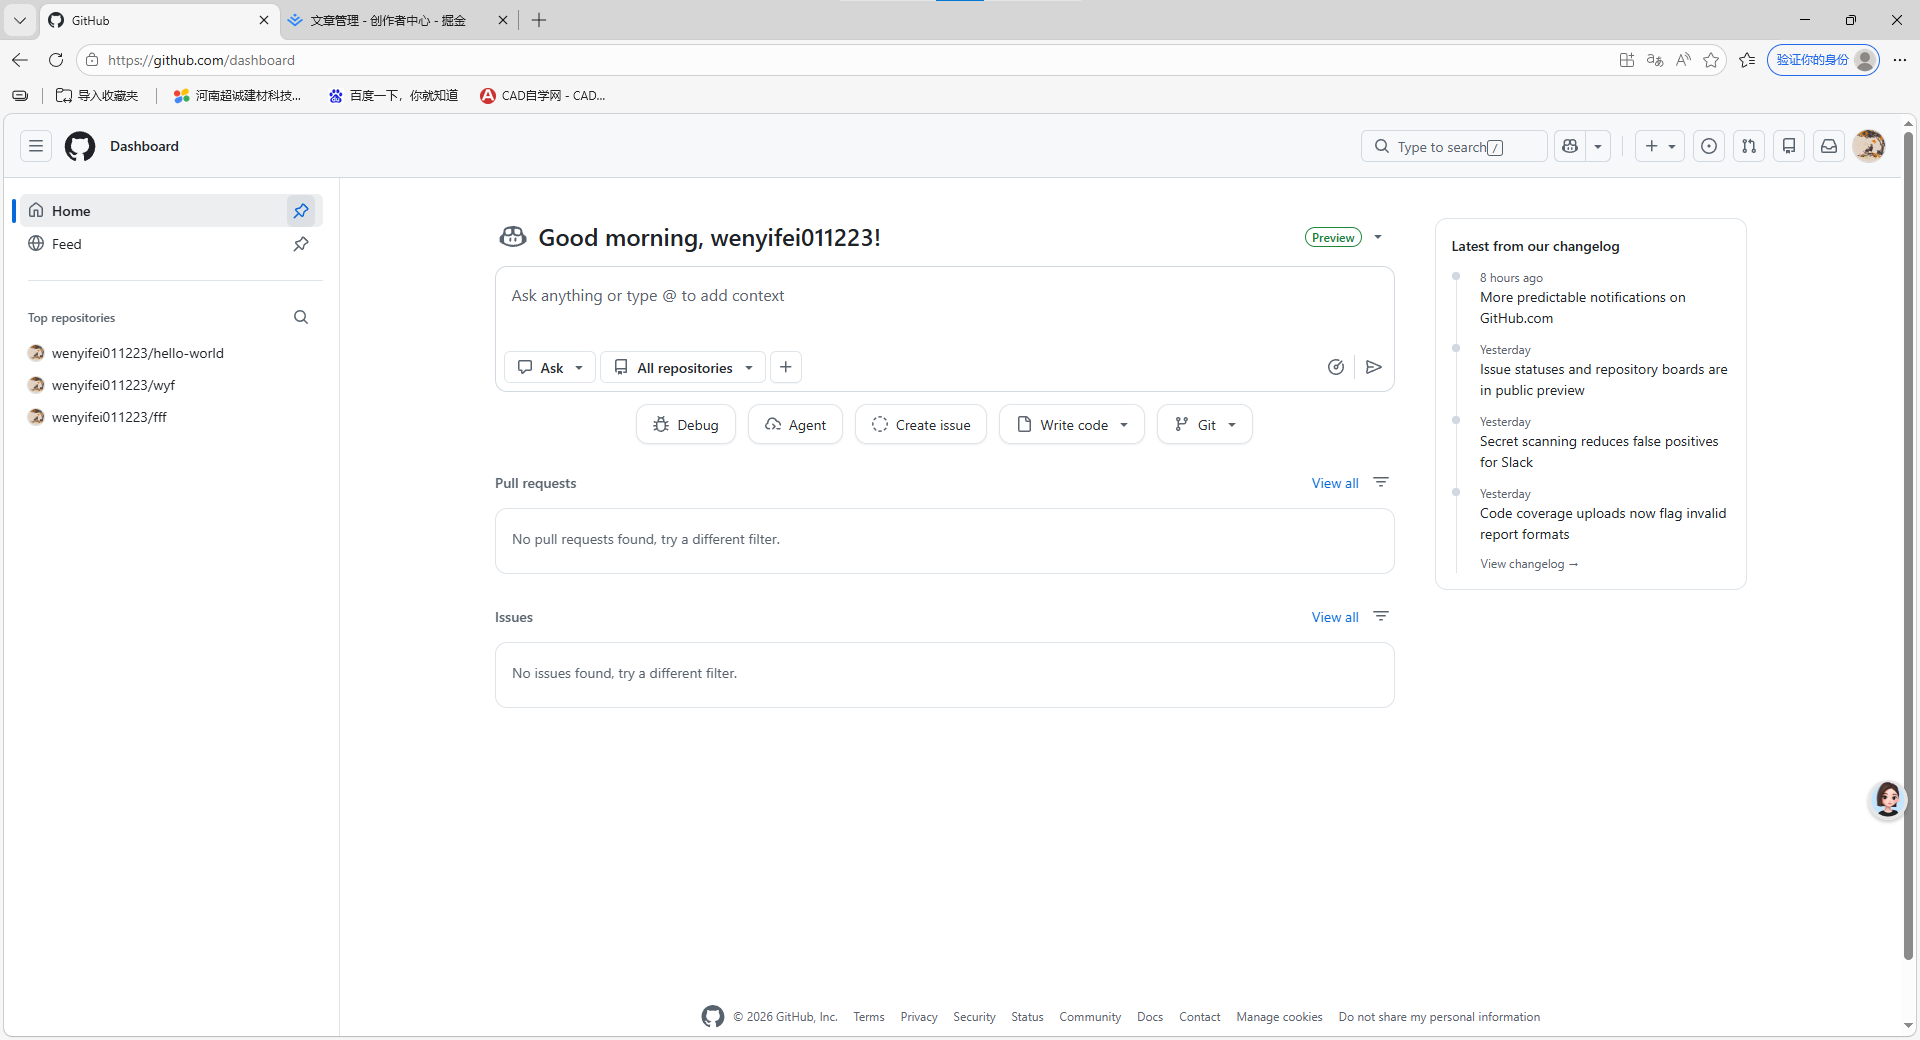 GitHub
文章管理 - 创作者中心 - 掘金
https://github.com/dashboard
验证你的身份
导入收藏夹
河南超诚建材科技...
百度一下，你就知道
CAD自学网 - CAD...
Dashboard
Type to search /
Home
Feed
Top repositories
wenyifei011223/hello-world
wenyifei011223/wyf
wenyifei011223/fff
Good morning, wenyifei011223!
Preview
Ask anything or type @ to add context
Ask
All repositories
Debug
Agent
Create issue
Write code
Git
Pull requests
View all
No pull requests found, try a different filter.
Issues
View all
No issues found, try a different filter.
Latest from our changelog
8 hours ago
More predictable notifications on
GitHub.com
Yesterday
Issue statuses and repository boards are
in public preview
Yesterday
Secret scanning reduces false positives
for Slack
Yesterday
Code coverage uploads now flag invalid
report formats
View changelog →
© 2026 GitHub, Inc.
Terms
Privacy
Security
Status
Community
Docs
Contact
Manage cookies
Do not share my personal information